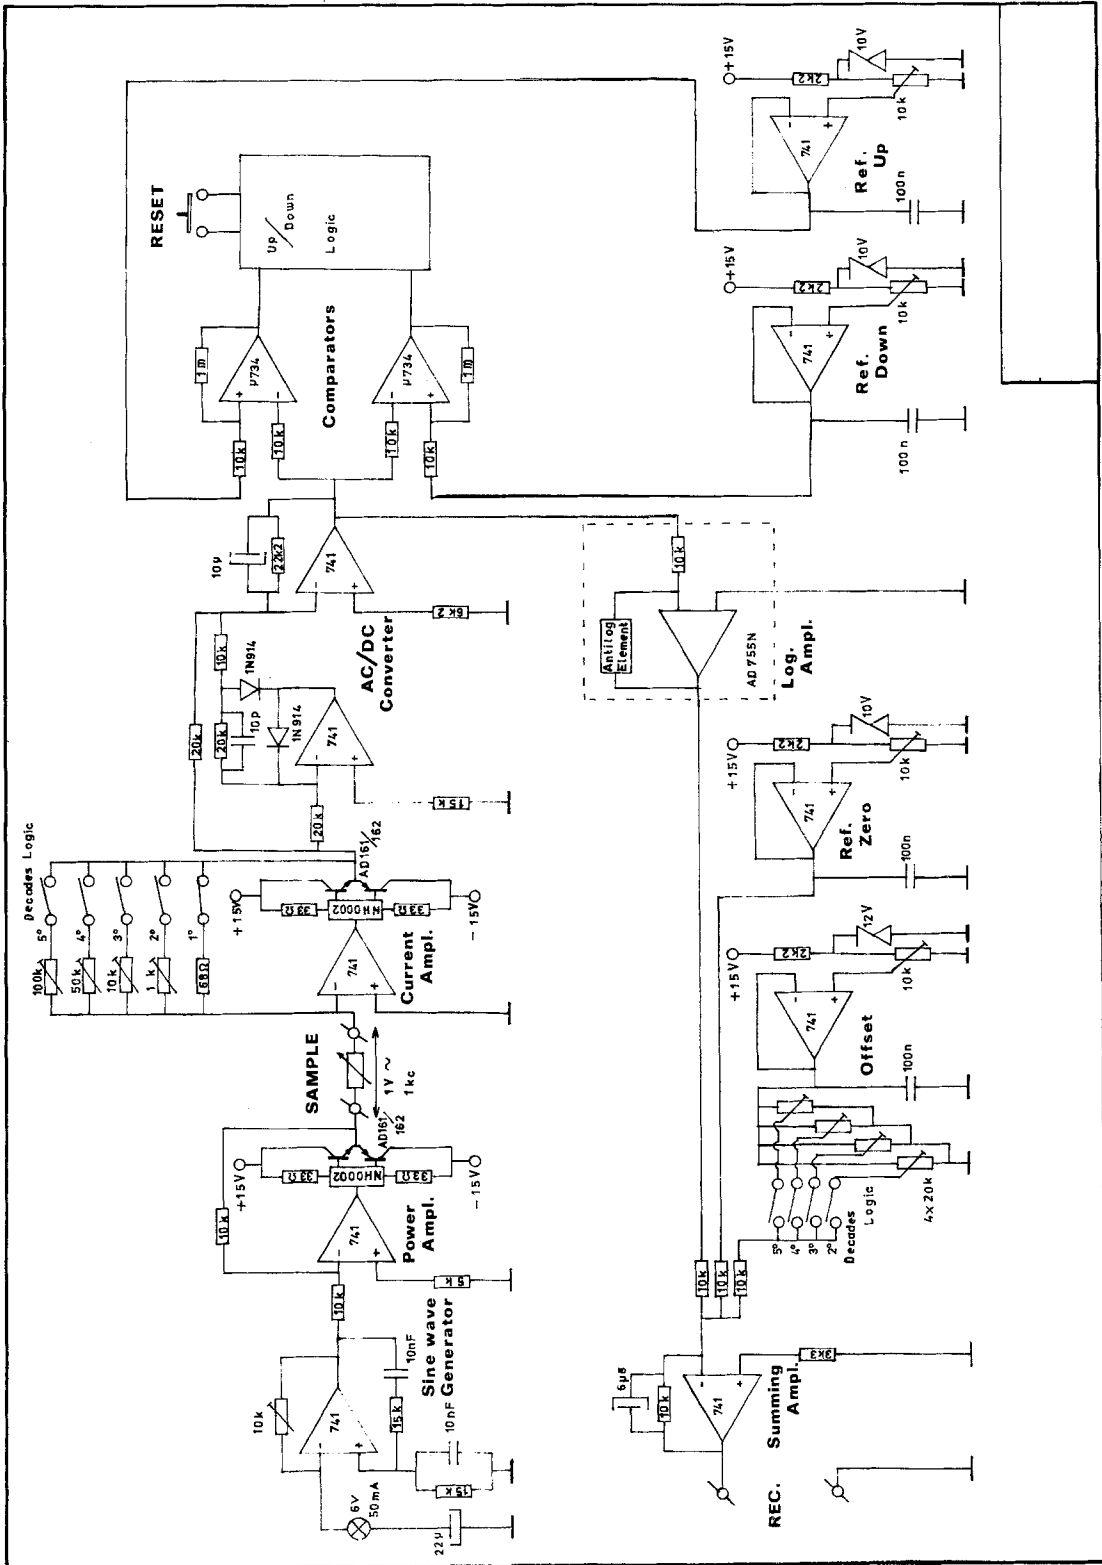 RESET
Up/Down
Logic
1m
μ734
+
-
10k
10k
Comparators
1m
μ734
-
+
10k
10k
+15V
2k2
10V
10k
-
+
741
Ref.
Up
100n
+15V
2k2
10V
10k
-
+
741
Ref.
Down
100n
10μ
22k2
741
-
+
6k2
AC/DC
Converter
20k
10k
1N914
20k
10p
1N914
741
-
+
20k
15k
10k
Antilog
Element
AD755N
Log.
Ampl.
Decades Logic
5°
4°
3°
2°
1°
100k
50k
10k
1k
68Ω
+15V
33Ω
NH0002
33Ω
AD161/162
-15V
741
-
+
Current
Ampl.
SAMPLE
1V ~
1kc
+15V
33Ω
NH0002
33Ω
AD161/162
-15V
10k
741
-
+
5k
Power
Ampl.
10k
10k
741
-
+
10nF
15k
10nF
15k
Sine wave
Generator
6V
50mA
22μ
+15V
2k2
10V
10k
-
+
741
Ref.
Zero
100n
+15V
2k2
12V
10k
-
+
741
Offset
100n
5°
4°
3°
2°
Decades
Logic
4x20k
10k
10k
10k
6μ8
10k
741
-
+
3k3
Summing
Ampl.
REC.